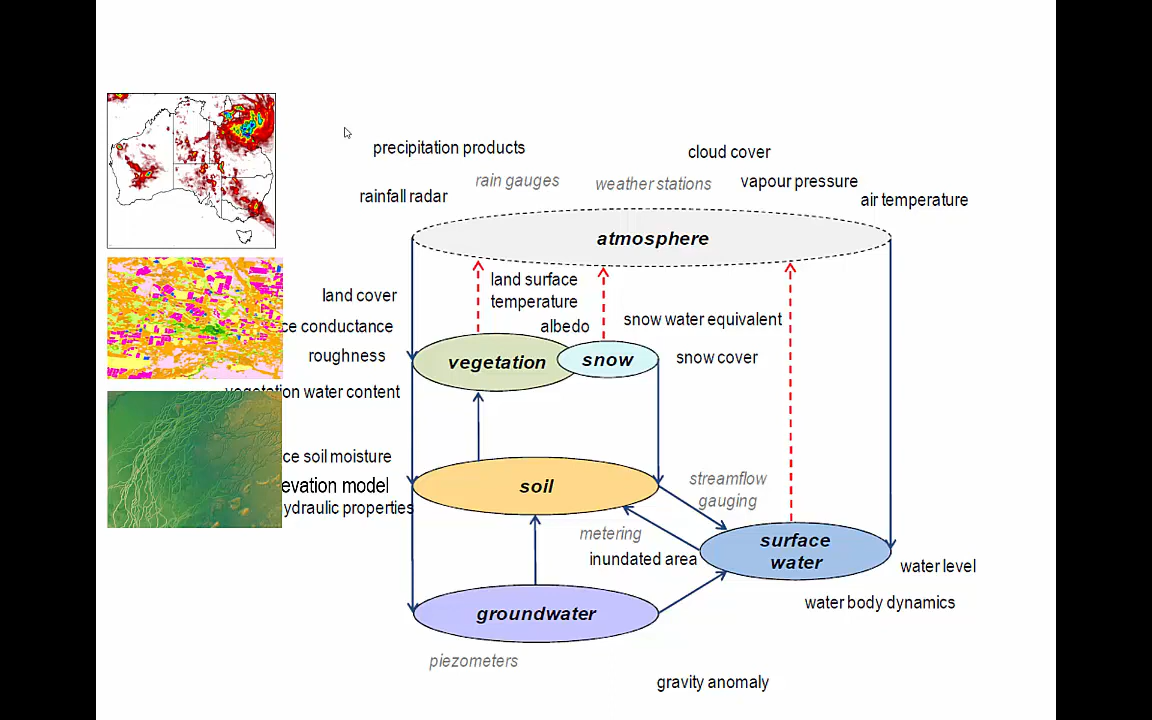 precipitation products
cloud cover
rain gauges
weather stations
vapour pressure
rainfall radar
air temperature
atmosphere
land surface
temperature
land cover
albedo
snow water equivalent
ce conductance
roughness
vegetation
snow
snow cover
vegetation water content
ce soil moisture
evation model
soil
streamflow
gauging
ydraulic properties
metering
inundated area
surface
water
water level
water body dynamics
groundwater
piezometers
gravity anomaly